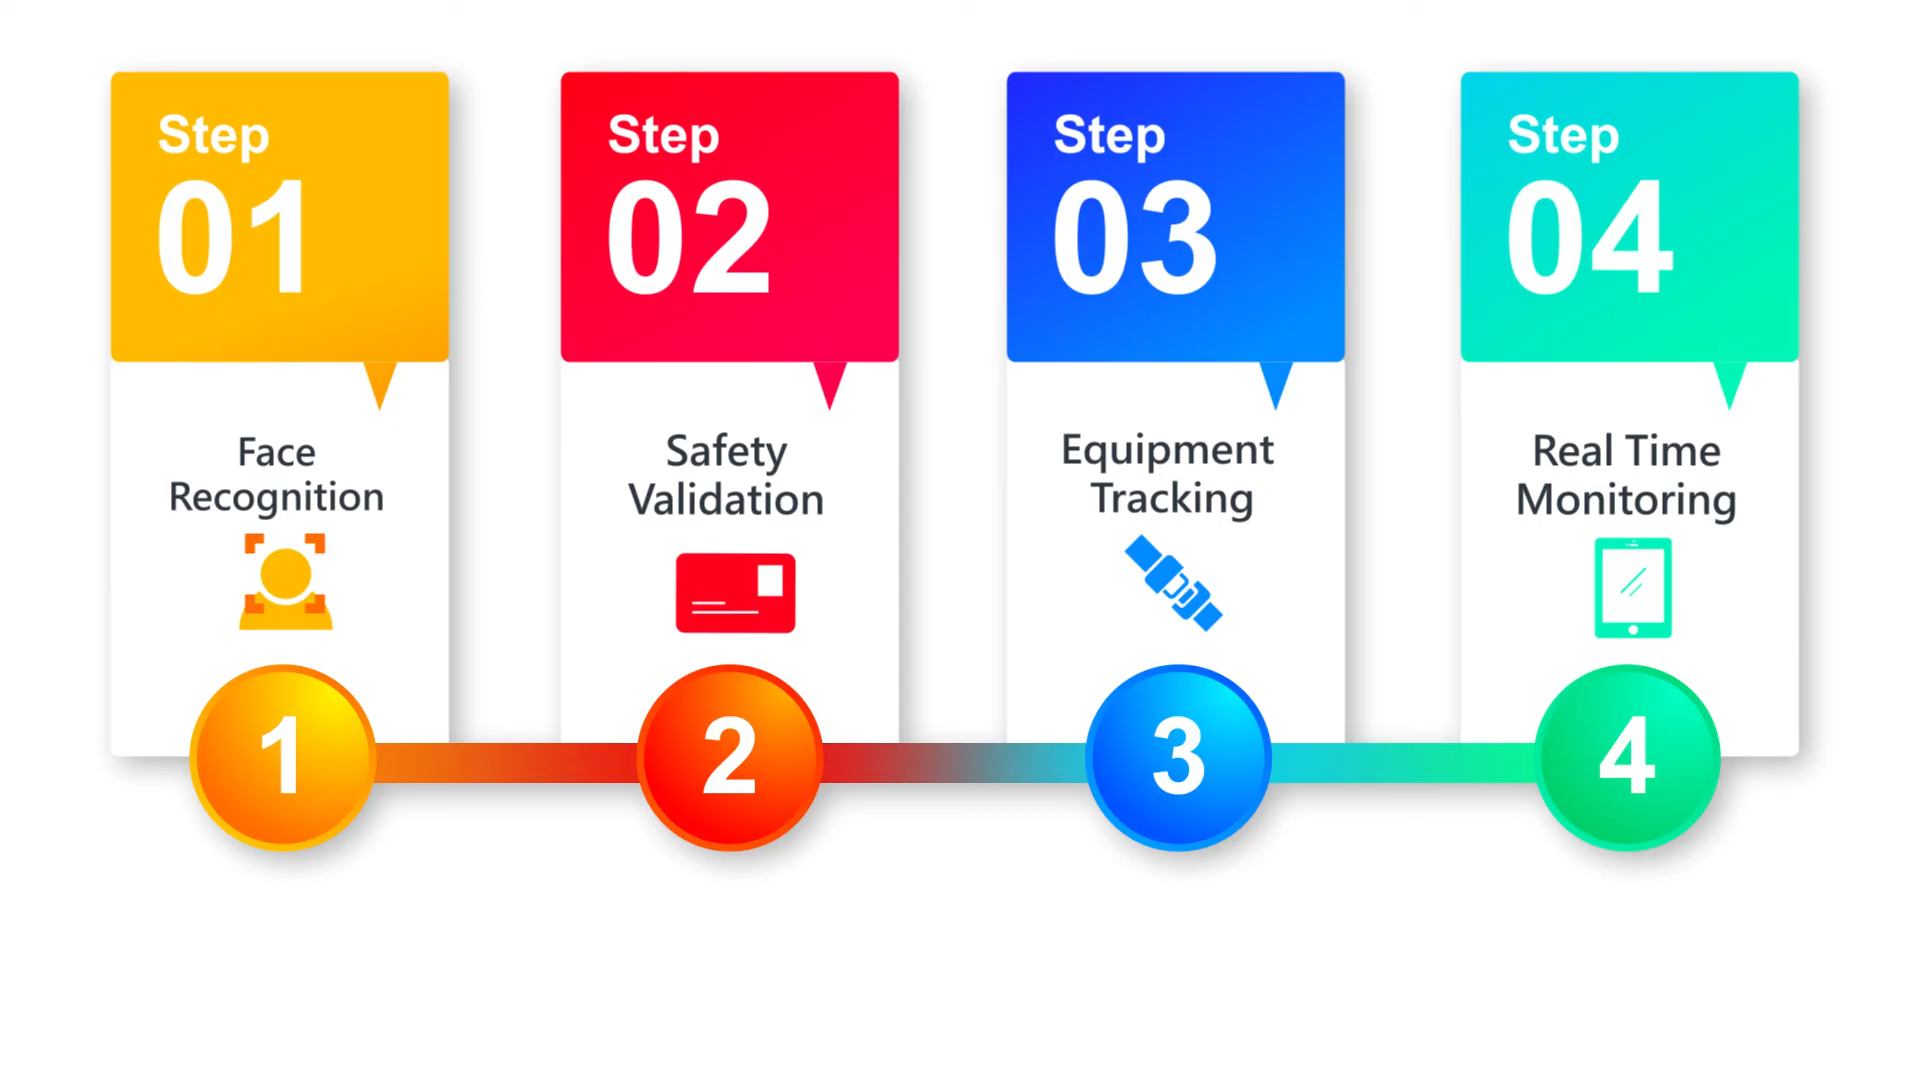 Step
01
Face
Recognition
1
Step
02
Safety
Validation
2
Step
03
Equipment
Tracking
3
Step
04
Real Time
Monitoring
4